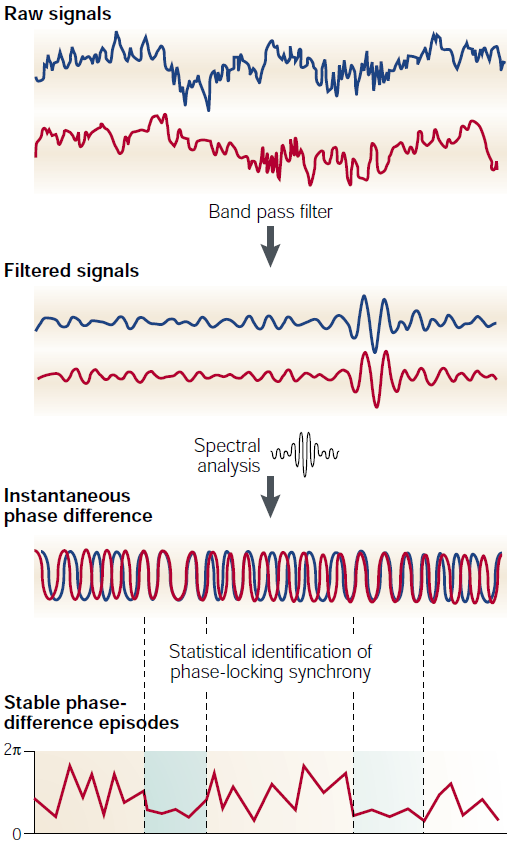 Raw signals
Band pass filter
Filtered signals
Spectral
analysis
Instantaneous
phase difference
Statistical identification of
phase-locking synchrony
Stable phase-
difference episodes
2π
0